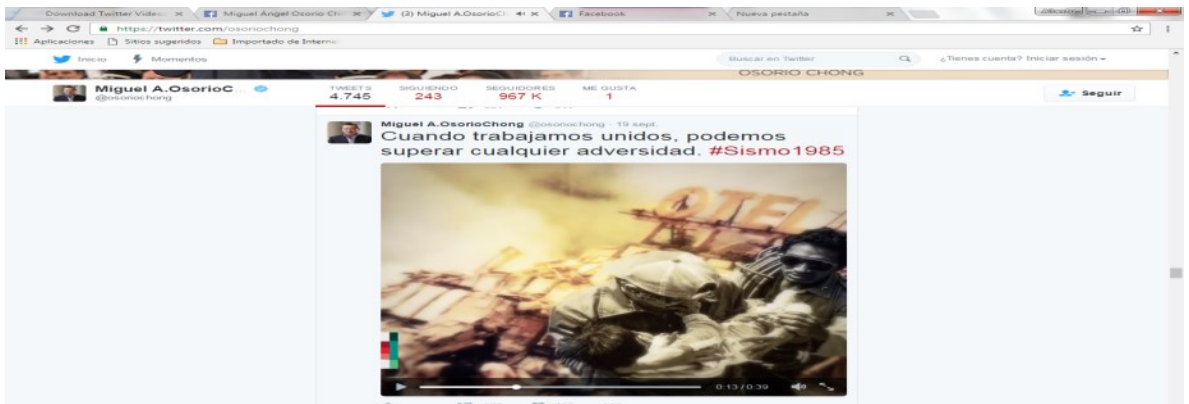 Download Twitter Video
Miguel Ángel Osorio Ch
(3) Miguel A.OsorioC
Facebook
Nueva pestaña
https://twitter.com/osoriochong
Aplicaciones
Sitios sugeridos
Importado de Interne
Inicio
Momentos
Buscar en Twitter
¿Tienes cuenta? Iniciar sesión
OSORIO CHONG
Miguel A.OsorioC...
@osoriochong
TWEETS
4.745
SIGUIENDO
243
SEGUIDORES
967 K
ME GUSTA
1
Seguir
Miguel A.OsorioChong @osoriochong · 19 sept.
Cuando trabajamos unidos, podemos
superar cualquier adversidad. #Sismo1985
OTEL
0:13/0:39